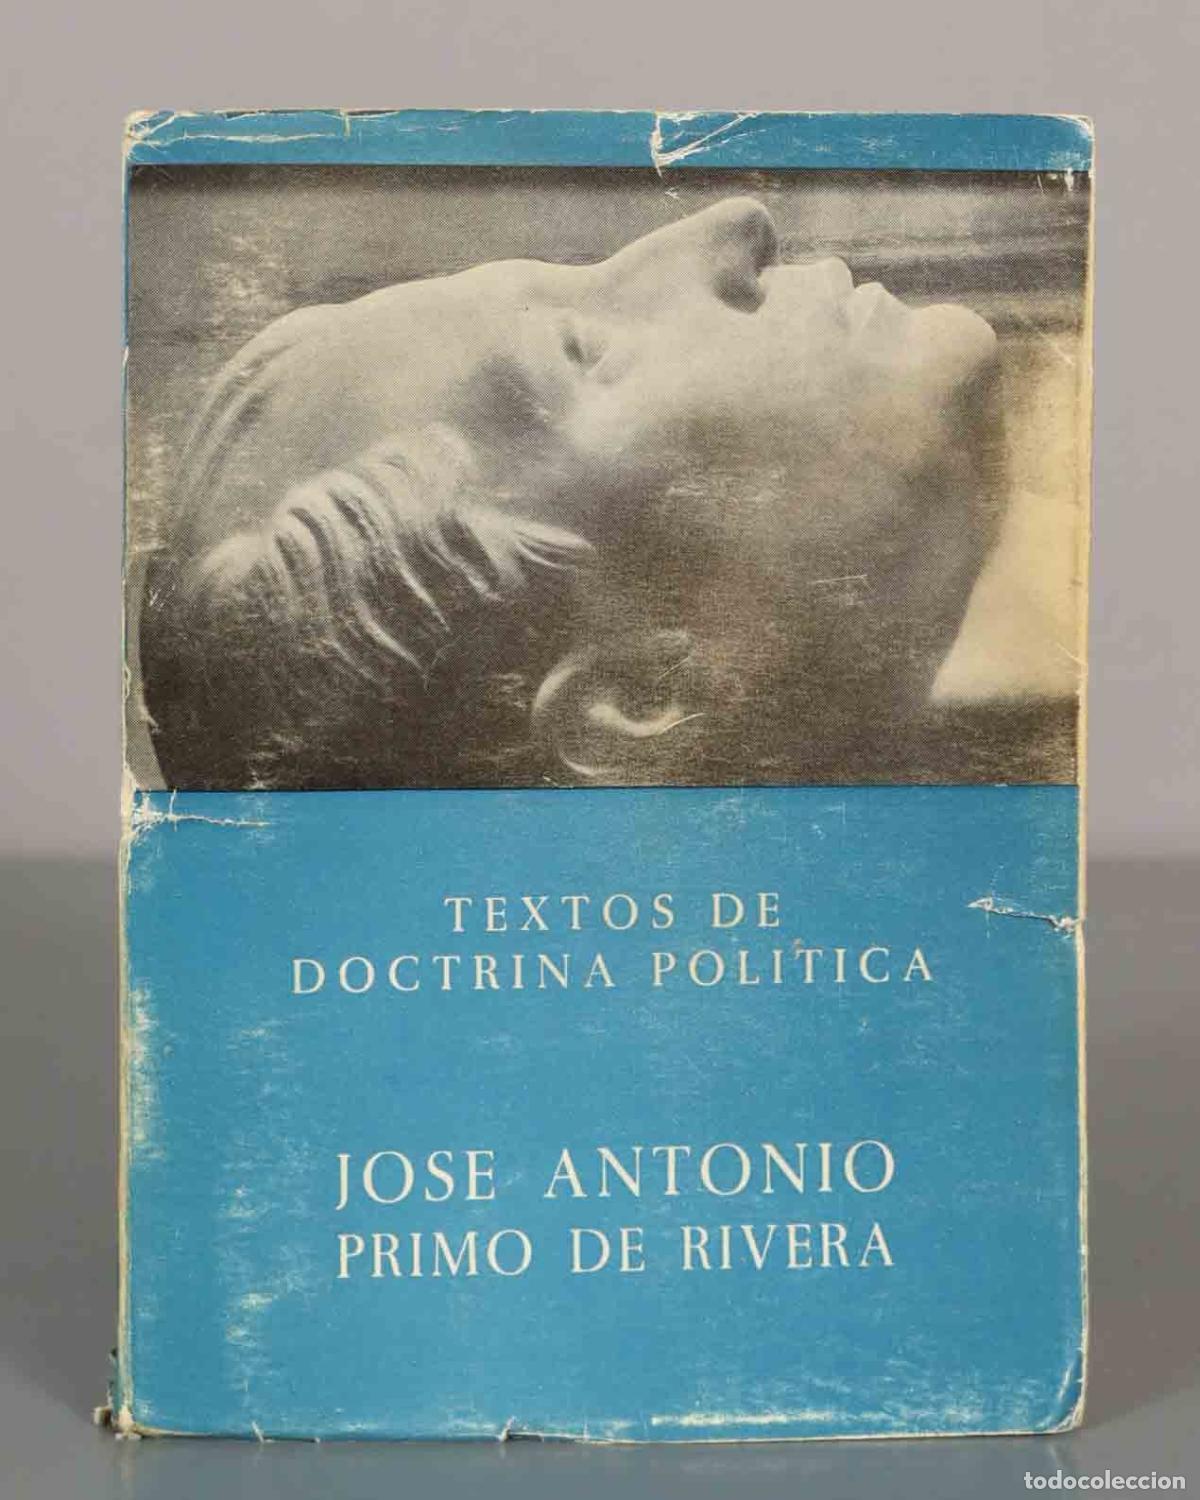 TEXTOS DE
DOCTRINA POLITICA
JOSE ANTONIO
PRIMO DE RIVERA
todocoleccion